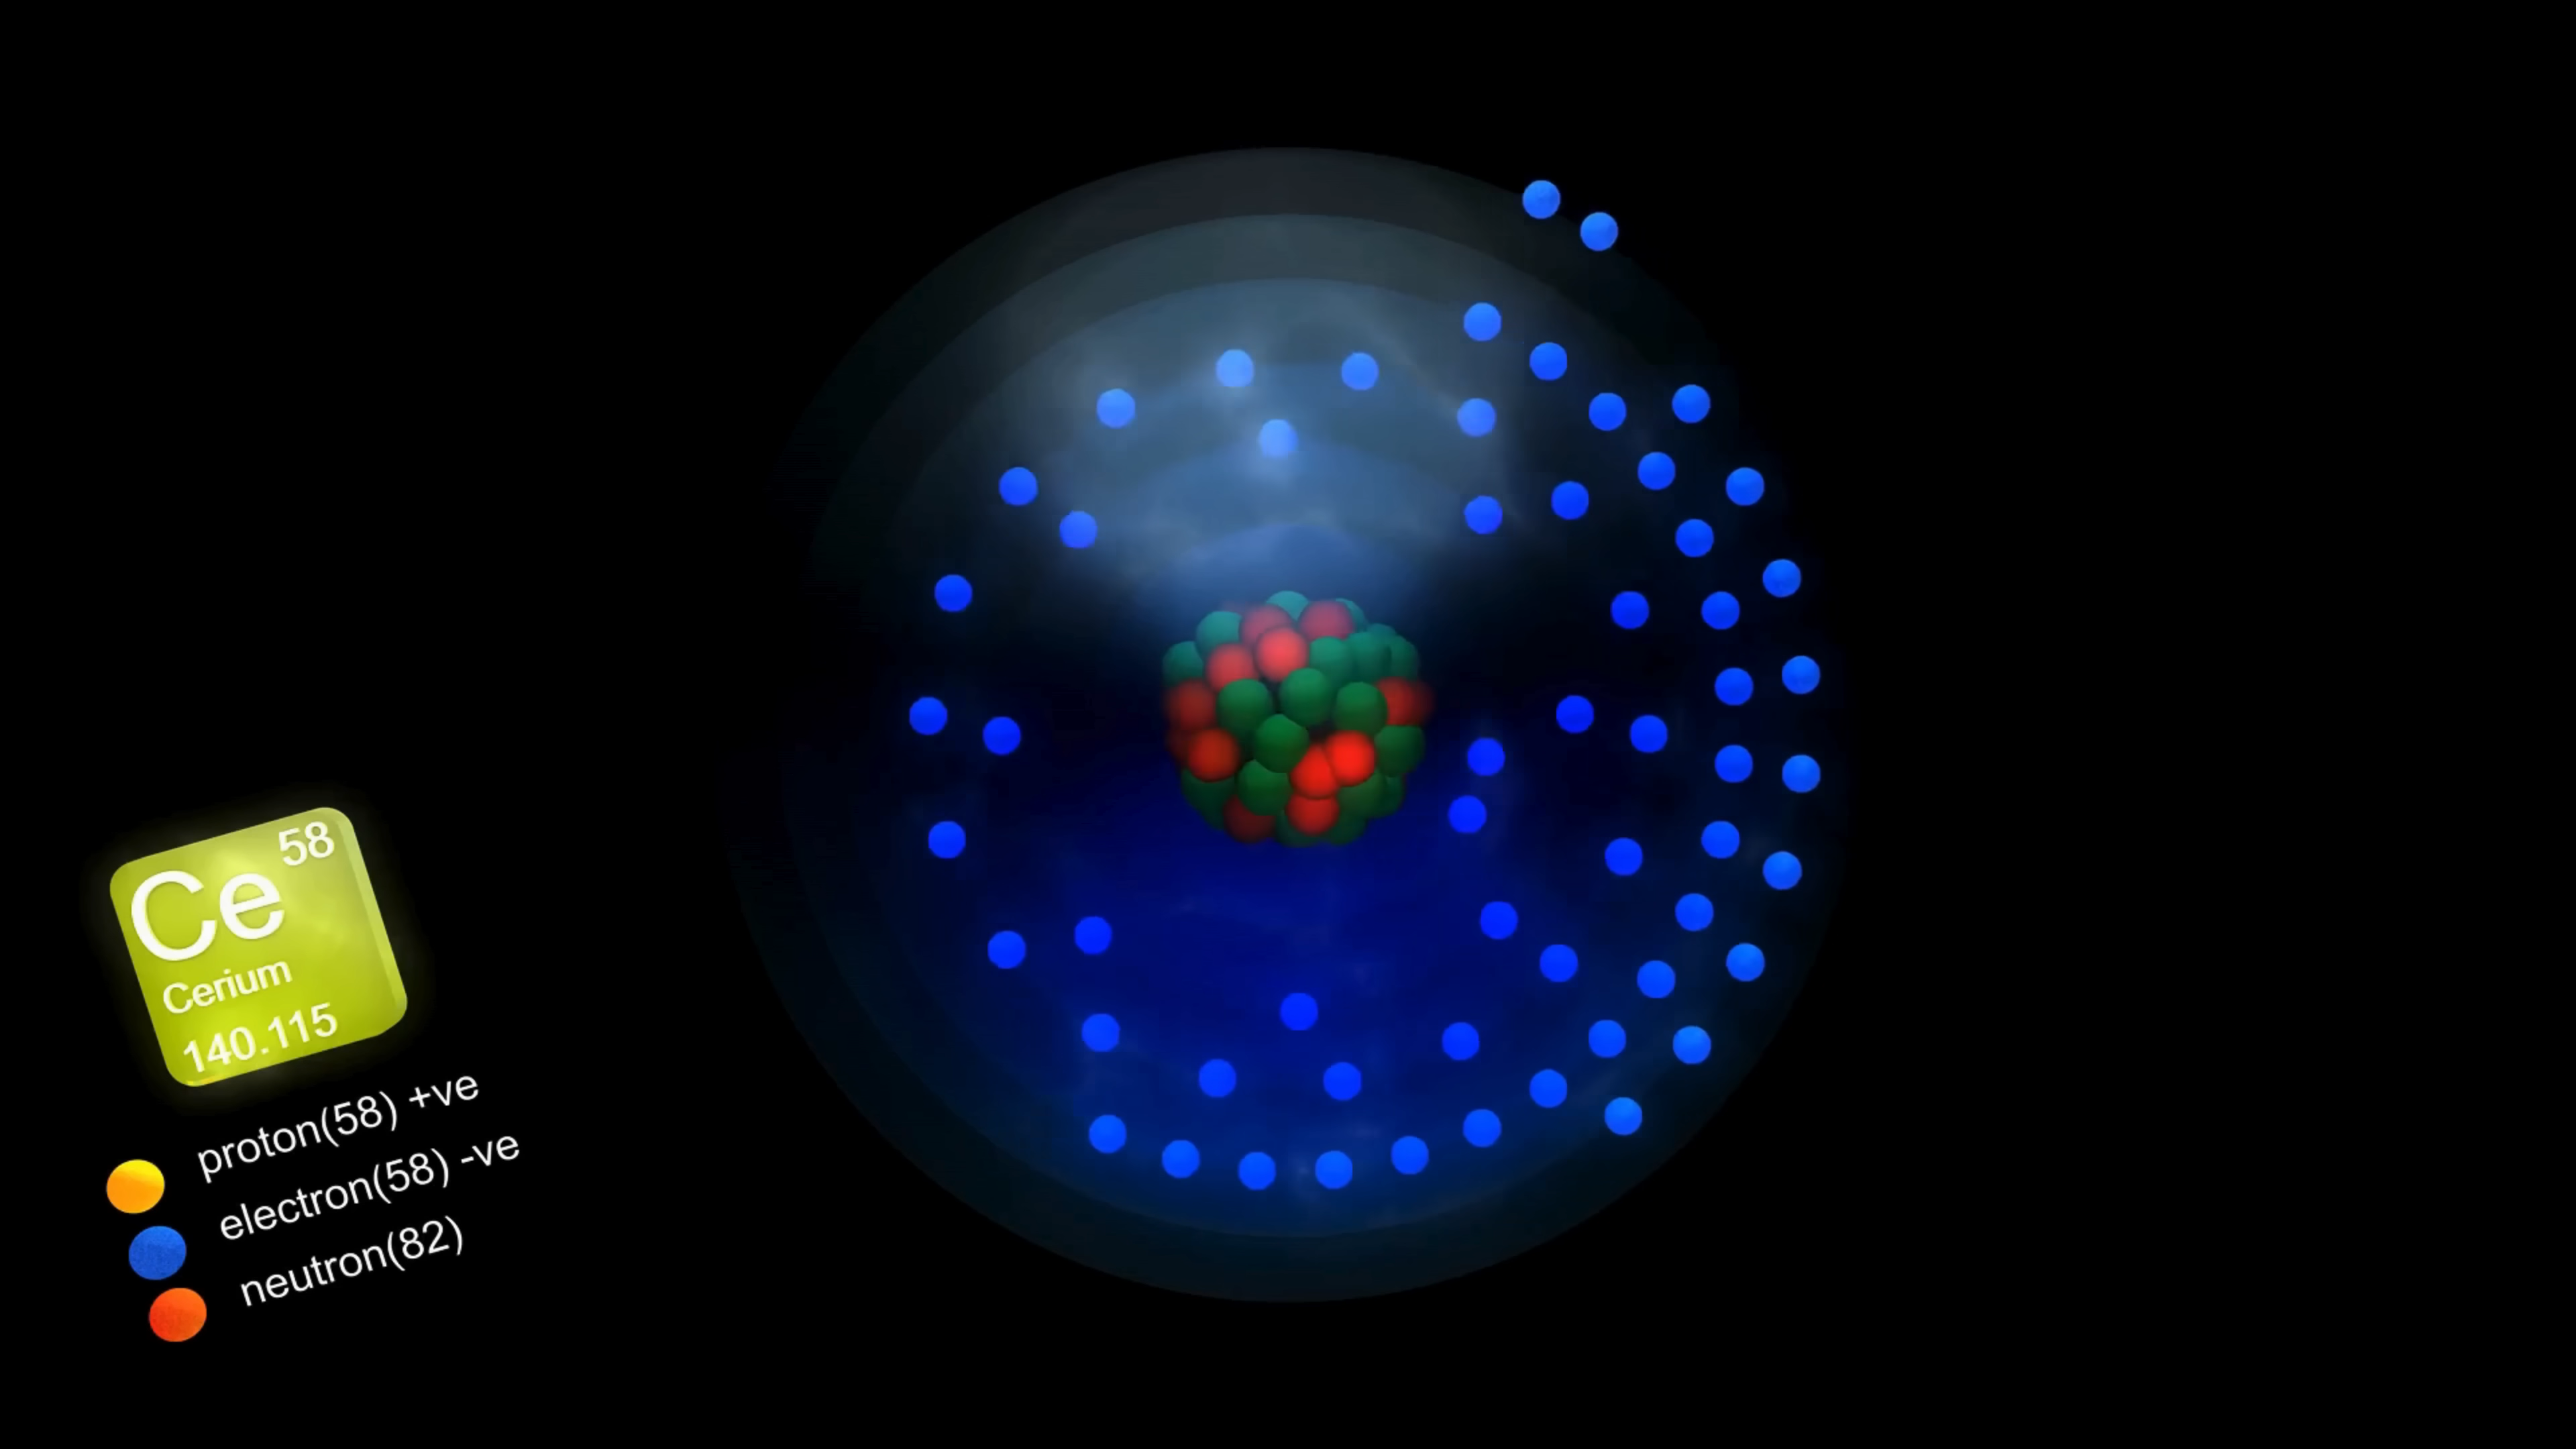 58
Ce
Cerium
140.115
proton(58) +ve
electron(58) -ve
neutron(82)